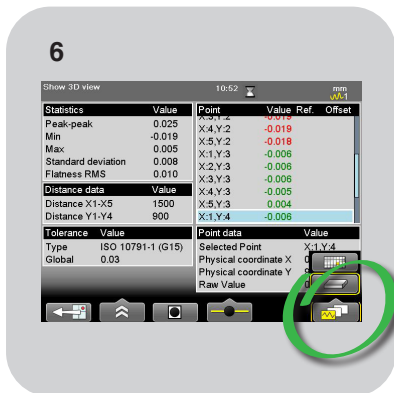 6
Show 3D view 10:52 mm
1
Statistics Value
Peak-peak 0.025
Min -0.019
Max 0.005
Standard deviation 0.008
Flatness RMS 0.010
Distance data Value
Distance X1-X5 1500
Distance Y1-Y4 900
Tolerance Value
Type ISO 10791-1 (G15)
Global 0.03
Point Value Ref. Offset
X:3,Y:2 -0.019
X:4,Y:2 -0.019
X:5,Y:2 -0.018
X:1,Y:3 -0.006
X:2,Y:3 -0.006
X:3,Y:3 -0.006
X:4,Y:3 -0.005
X:5,Y:3 0.004
X:1,Y:4 -0.006
Point data Value
Selected Point X:1,Y:4
Physical coordinate X
Physical coordinate Y
Raw Value